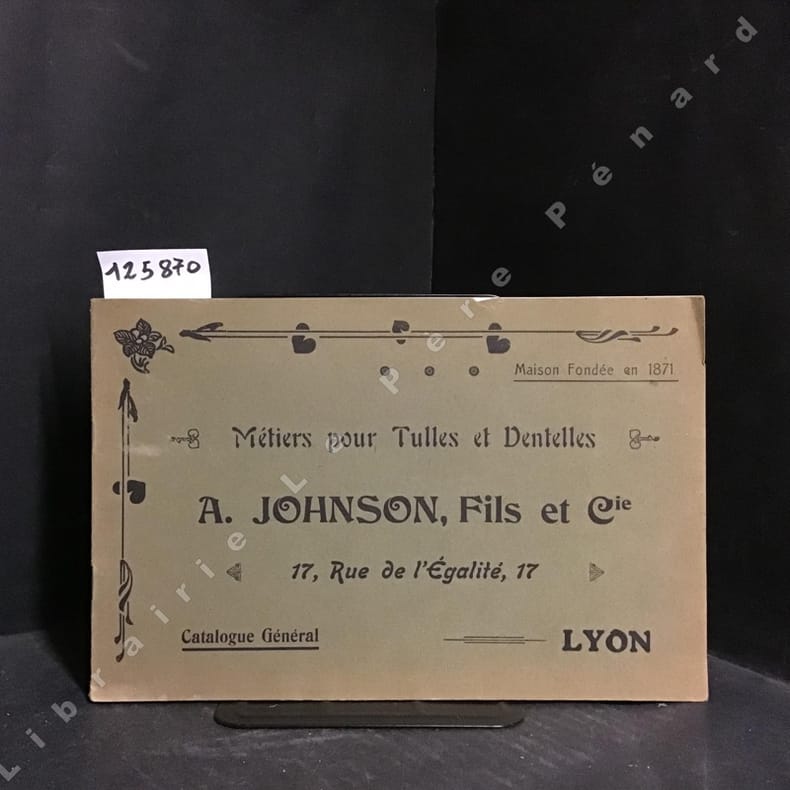 125870
Maison Fondée en 1871
Métiers pour Tulles et Dentelles
A. JOHNSON, Fils et Cie
17, Rue de l'Égalité, 17
Catalogue Général
LYON
Librairie Le Père Pénard